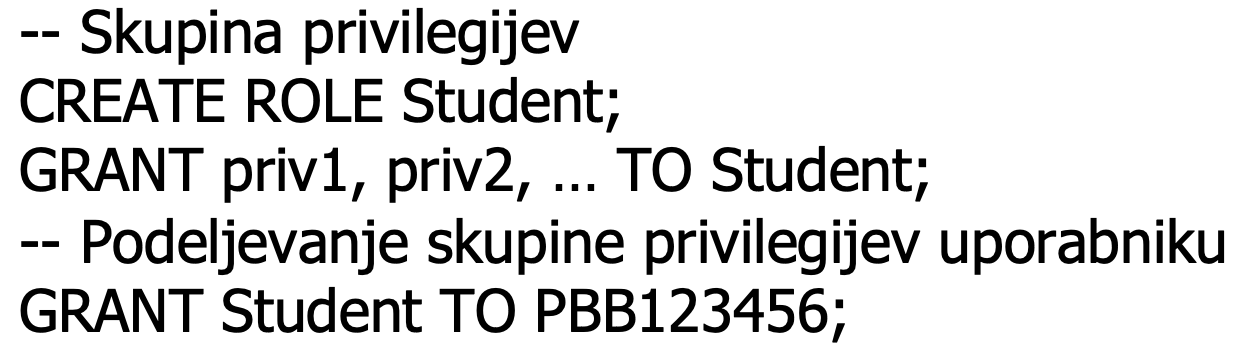 -- Skupina privilegijev
CREATE ROLE Student;
GRANT priv1, priv2, … TO Student;
-- Podeljevanje skupine privilegijev uporabniku
GRANT Student TO PBB123456;